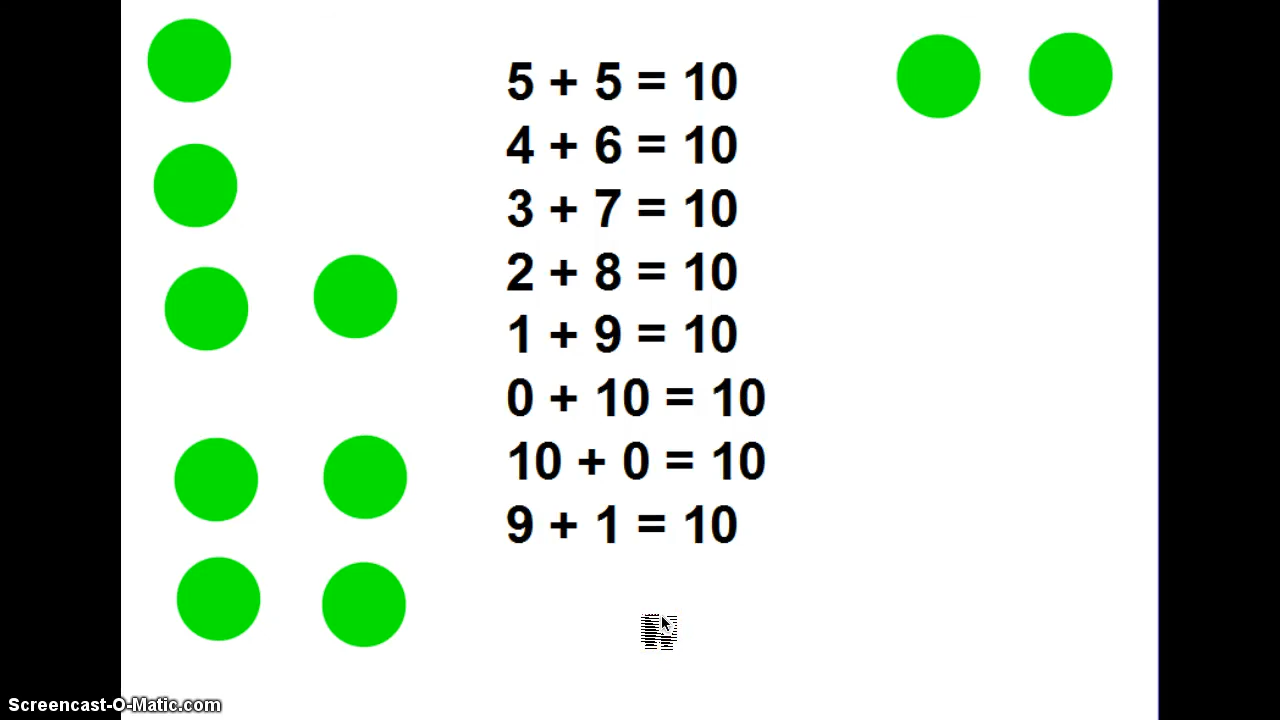 5 + 5 = 10
4 + 6 = 10
3 + 7 = 10
2 + 8 = 10
1 + 9 = 10
0 + 10 = 10
10 + 0 = 10
9 + 1 = 10
Screencast-O-Matic.com